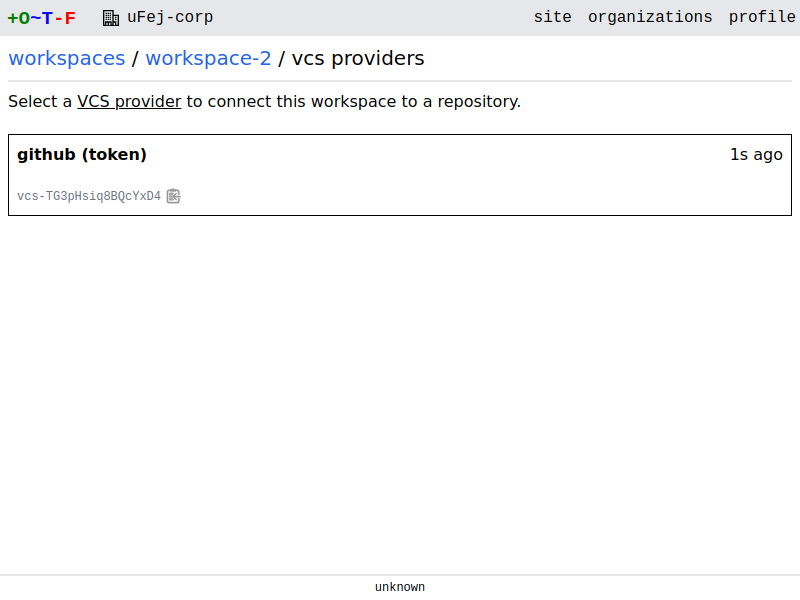 +O~T-F uFej-corp site organizations profile
workspaces / workspace-2 / vcs providers
Select a VCS provider to connect this workspace to a repository.
github (token) 1s ago
vcs-TG3pHsiq8BQcYxD4
unknown